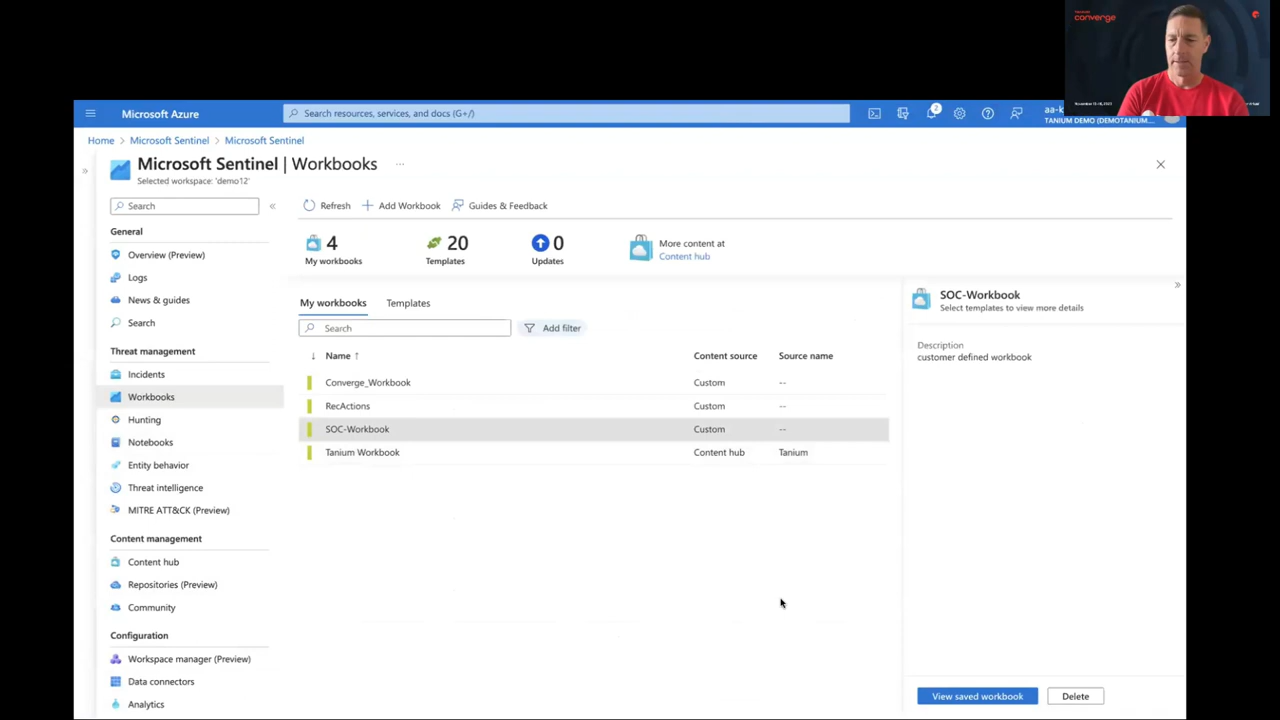 converge
Microsoft Azure
Search resources, services, and docs (G+/)
2
TANIUM DEMO (DEMOTANIUM....
Home > Microsoft Sentinel > Microsoft Sentinel
Microsoft Sentinel | Workbooks ...
Selected workspace: 'demo12'
Search
Refresh
Add Workbook
Guides & Feedback
General
Overview (Preview)
Logs
News & guides
Search
Threat management
Incidents
Workbooks
Hunting
Notebooks
Entity behavior
Threat intelligence
MITRE ATT&CK (Preview)
Content management
Content hub
Repositories (Preview)
Community
Configuration
Workspace manager (Preview)
Data connectors
Analytics
4
My workbooks
20
Templates
0
Updates
More content at
Content hub
My workbooks
Templates
Search
Add filter
Name ↑ Content source Source name
Converge_Workbook Custom --
RecActions Custom --
SOC-Workbook Custom --
Tanium Workbook Content hub Tanium
SOC-Workbook
Select templates to view more details
Description
customer defined workbook
View saved workbook
Delete